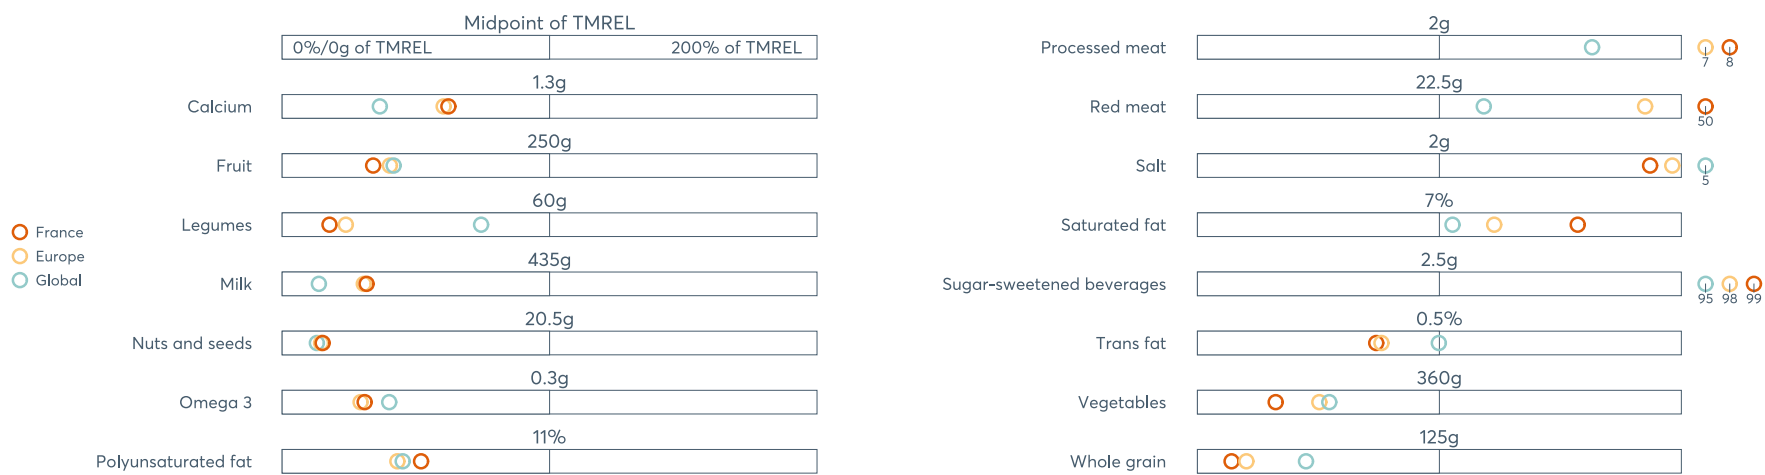 Midpoint of TMREL
0%/0g of TMREL 200% of TMREL
1.3g
Calcium
250g
Fruit
60g
Legumes
435g
Milk
20.5g
Nuts and seeds
0.3g
Omega 3
11%
Polyunsaturated fat
France
Europe
Global
2g
Processed meat
7 8
22.5g
Red meat
50
2g
Salt
5
7%
Saturated fat
2.5g
Sugar-sweetened beverages
95 98 99
0.5%
Trans fat
360g
Vegetables
125g
Whole grain